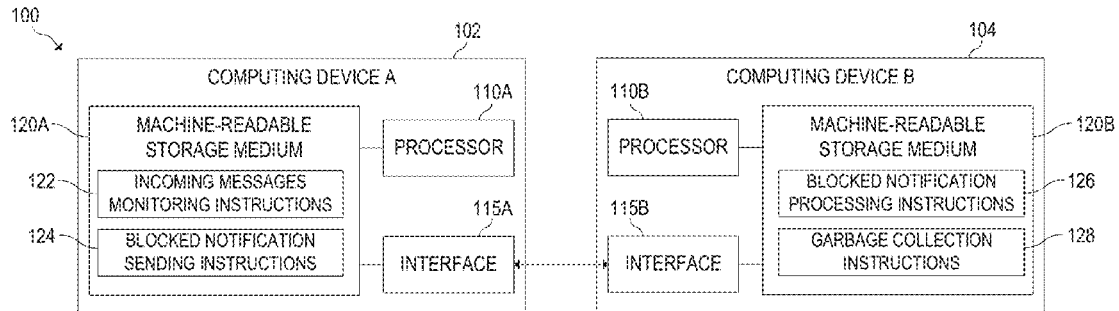 100
102
104
COMPUTING DEVICE A
COMPUTING DEVICE B
120A
MACHINE-READABLE
STORAGE MEDIUM
122
INCOMING MESSAGES
MONITORING INSTRUCTIONS
124
BLOCKED NOTIFICATION
SENDING INSTRUCTIONS
110A
PROCESSOR
115A
INTERFACE
110B
PROCESSOR
115B
INTERFACE
120B
MACHINE-READABLE
STORAGE MEDIUM
BLOCKED NOTIFICATION
PROCESSING INSTRUCTIONS
126
GARBAGE COLLECTION
INSTRUCTIONS
128